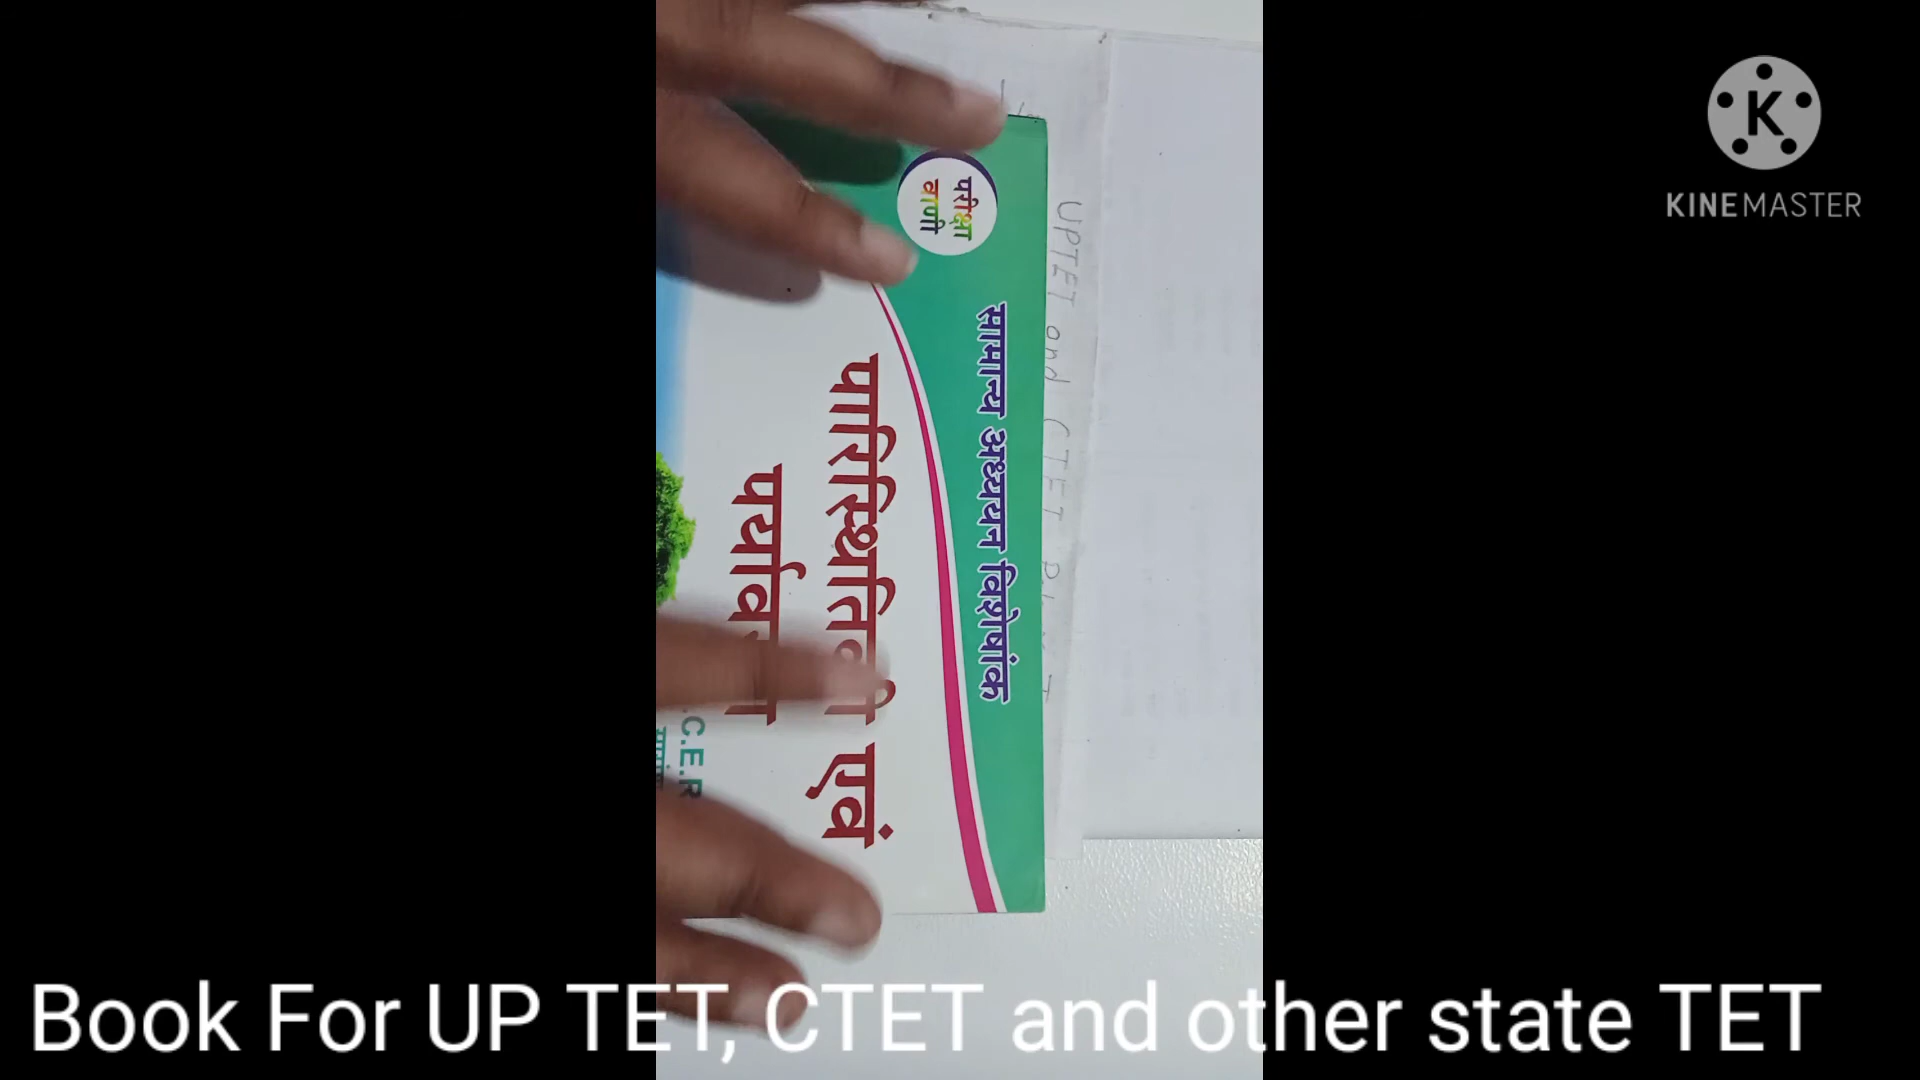 KINEMASTER
परीक्षा
वाणी
सामान्य अध्ययन विशेषांक
पारिस्थितिकी एवं
UPTET and CTET
C.E.R
Book For UP TET, CTET and other state TET